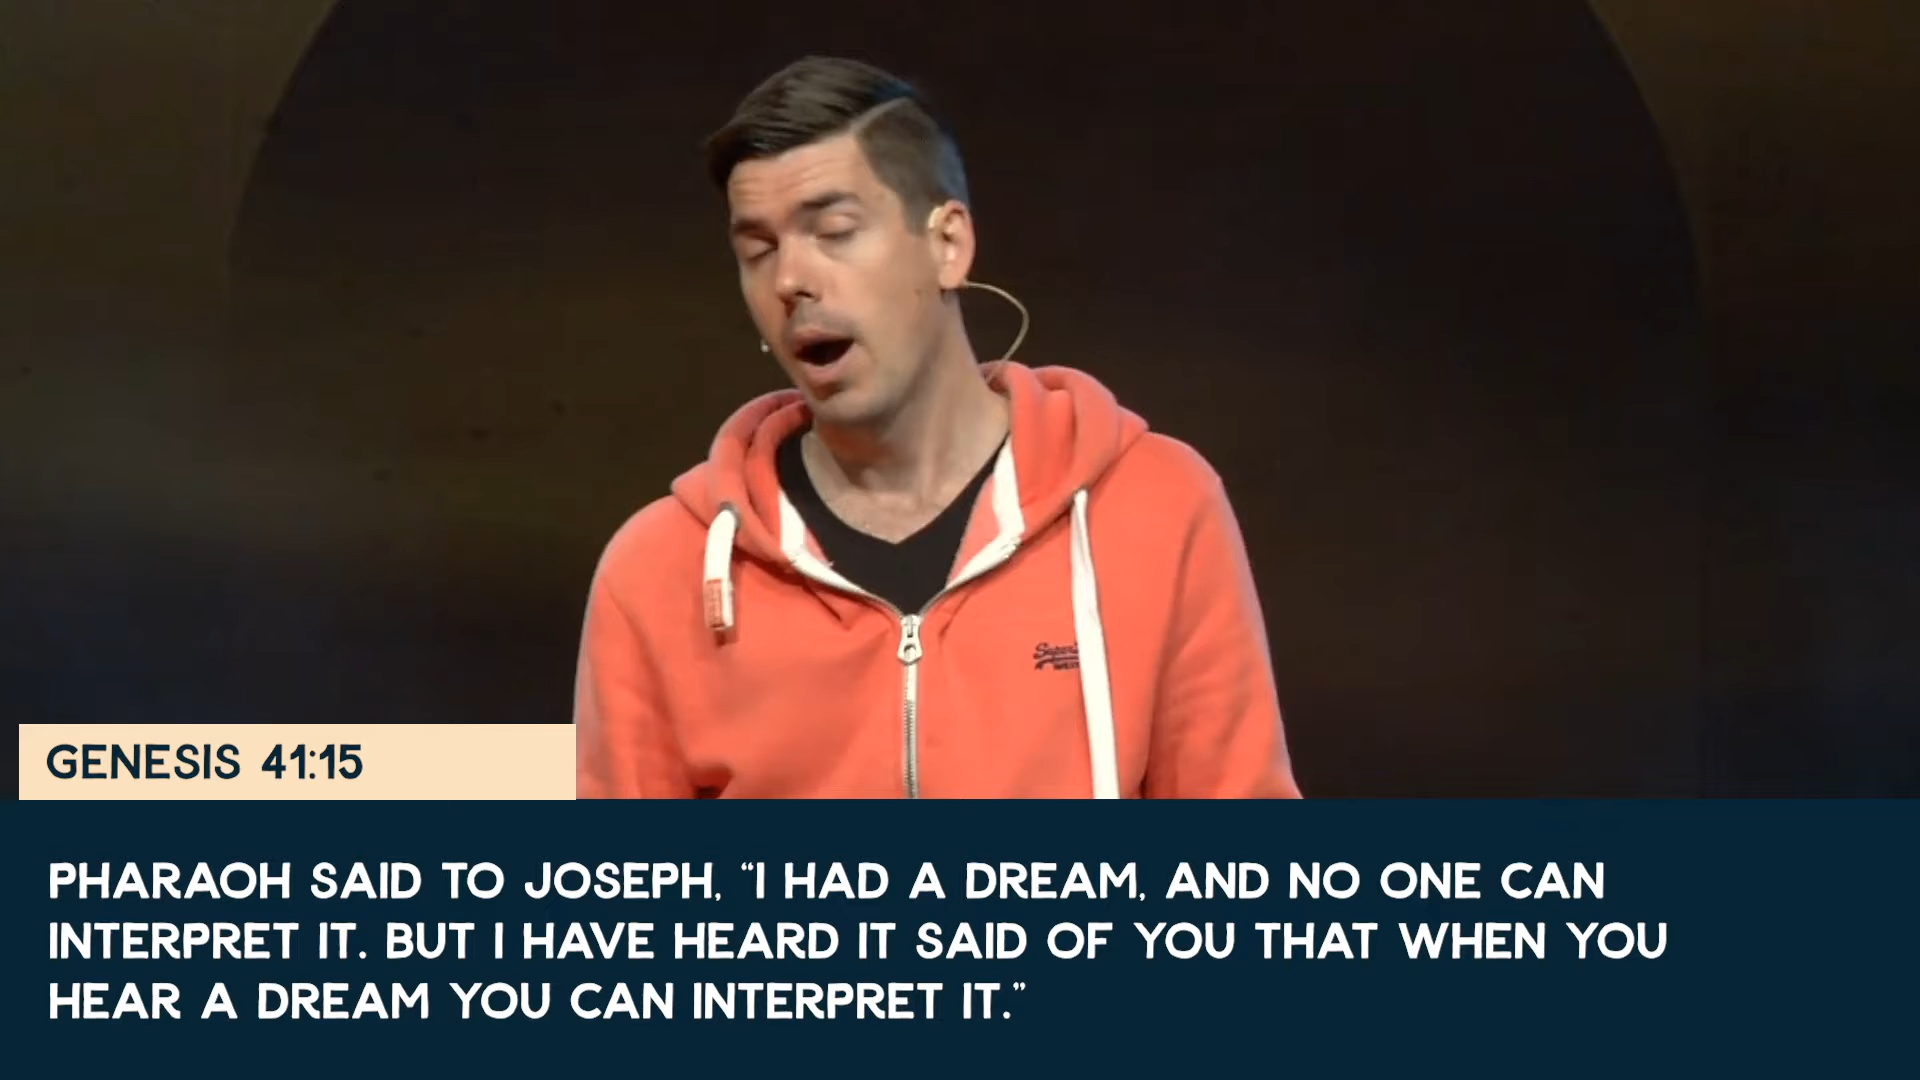 GENESIS 41:15
PHARAOH SAID TO JOSEPH, “I HAD A DREAM, AND NO ONE CAN
INTERPRET IT. BUT I HAVE HEARD IT SAID OF YOU THAT WHEN YOU
HEAR A DREAM YOU CAN INTERPRET IT.”